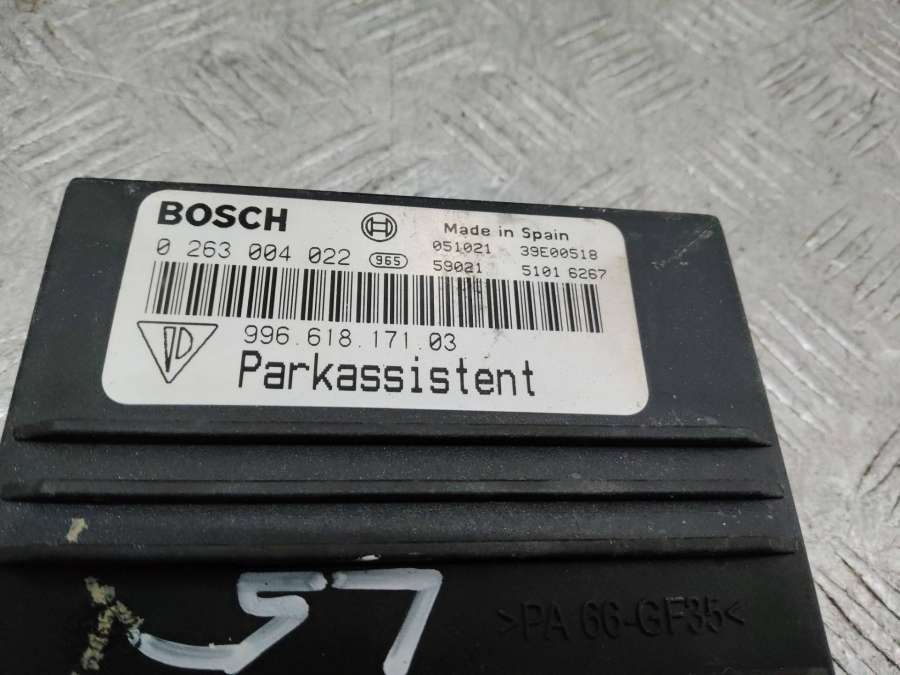 BOSCH Made in Spain
0 263 004 022 965 051021 39E00518
59021 5101 6267
996.618.171.03
Parkassistent
57
>PA 66-GF35<